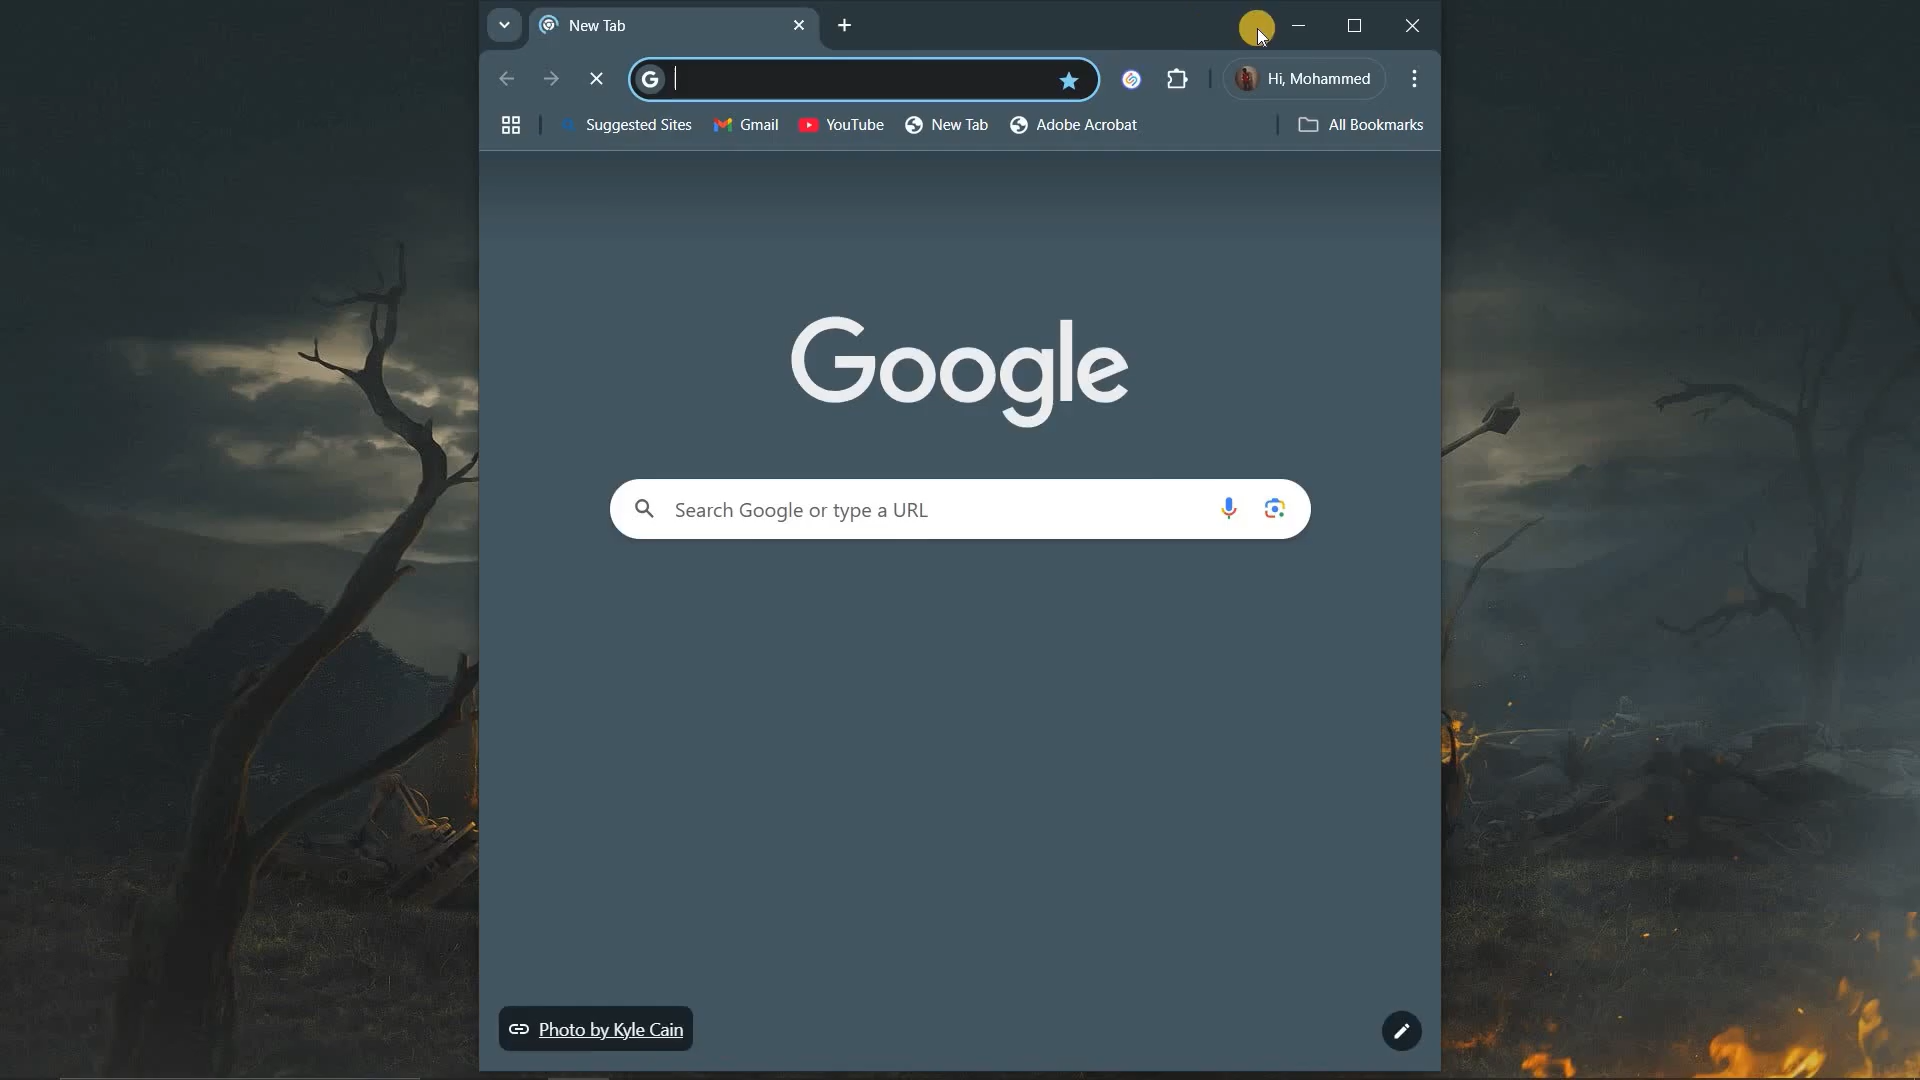 New Tab
Hi, Mohammed
Suggested Sites
Gmail
YouTube
New Tab
Adobe Acrobat
All Bookmarks
Google
Search Google or type a URL
Photo by Kyle Cain